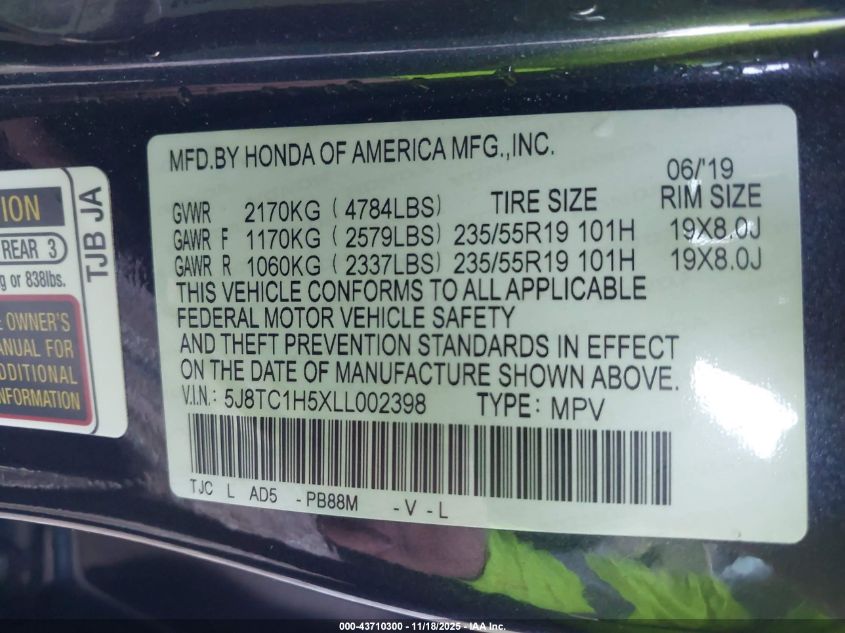 MFD.BY HONDA OF AMERICA MFG.,INC.
06/'19
TIRE SIZE RIM SIZE
GVWR 2170KG ( 4784LBS)
GAWR F 1170KG ( 2579LBS) 235/55R19 101H 19X8.0J
GAWR R 1060KG ( 2337LBS) 235/55R19 101H 19X8.0J
THIS VEHICLE CONFORMS TO ALL APPLICABLE
FEDERAL MOTOR VEHICLE SAFETY
AND THEFT PREVENTION STANDARDS IN EFFECT
ON THE DATE OF MANUFACTURE SHOWN ABOVE.
V.I.N.: 5J8TC1H5XLL002398 TYPE: MPV
TJC L AD5 -PB88M -V -L
ION
REAR 3
g or 838lbs.
OWNER'S
ANUAL FOR
DDITIONAL
INFORMATION
TJB JA
000-43710300 - 11/18/2025 - IAA Inc.